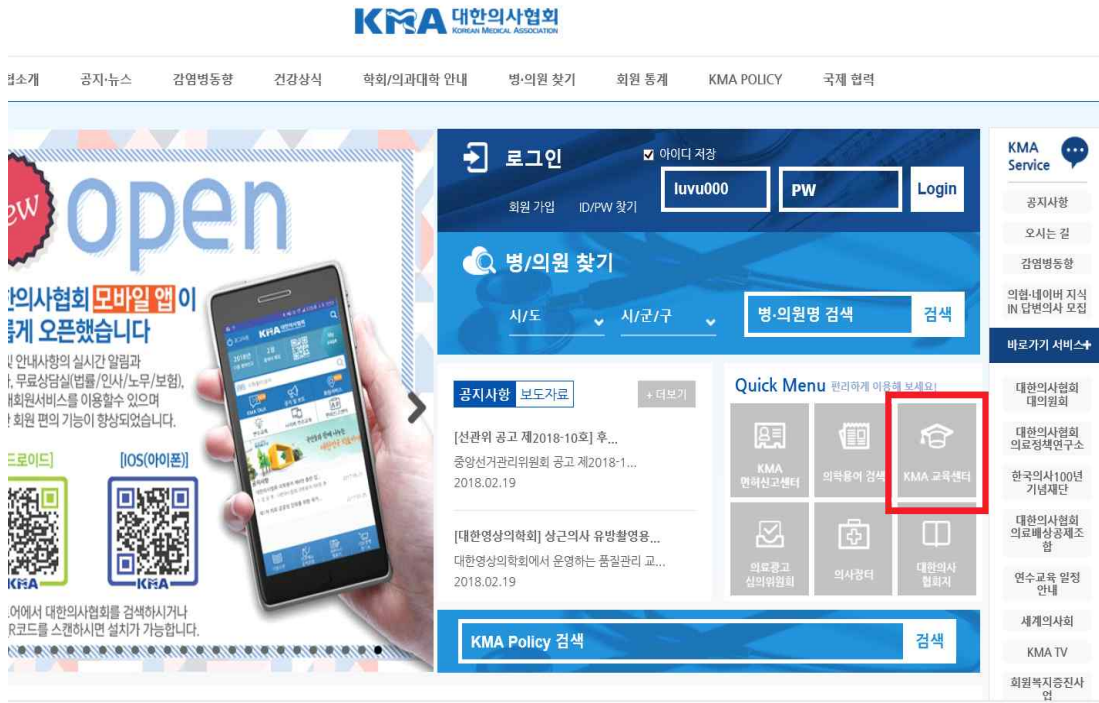 KMA 대한의사협회
KOREAN MEDICAL ASSOCIATION
협소개 공지·뉴스 감염병동향 건강상식 학회/의과대학 안내 병·의원 찾기 회원 통계 KMA POLICY 국제 협력
open
한의사협회 모바일 앱이
게 오픈했습니다
안내사항의 실시간 알림과
무료상담실(법률/인사/노무/보험),
회원서비스를 이용할수 있으며
회원 편의 기능이 향상되었습니다.
드로이드]
[IOS(아이폰)]
KMA
KMA
어에서 대한의사협회를 검색하시거나
R코드를 스캔하시면 설치가 가능합니다.
로그인
아이디 저장
luvu000
PW
Login
회원 가입 ID/PW 찾기
병/의원 찾기
시/도
시/군/구
병·의원명 검색
검색
공지사항 보도자료
+ 더보기
[선관위 공고 제2018-10호] 후...
중앙선거관리위원회 공고 제2018-1...
2018.02.19
[대한영상의학회] 상근의사 유방촬영용...
대한영상의학회에서 운영하는 품질관리 교...
2018.02.19
Quick Menu 편리하게 이용해 보세요!
KMA
면허신고센터
의학용어 검색
KMA 교육센터
의료광고
심의위원회
의사장터
대한의사
협회지
KMA Policy 검색
검색
KMA
Service
공지사항
오시는 길
감염병동향
의협·네이버 지식
IN 답변의사 모집
바로가기 서비스+
대한의사협회
대의원회
대한의사협회
의료정책연구소
한국의사100년
기념재단
대한의사협회
의료배상공제조
합
연수교육 일정
안내
세계의사회
KMA TV
회원복지증진사
업